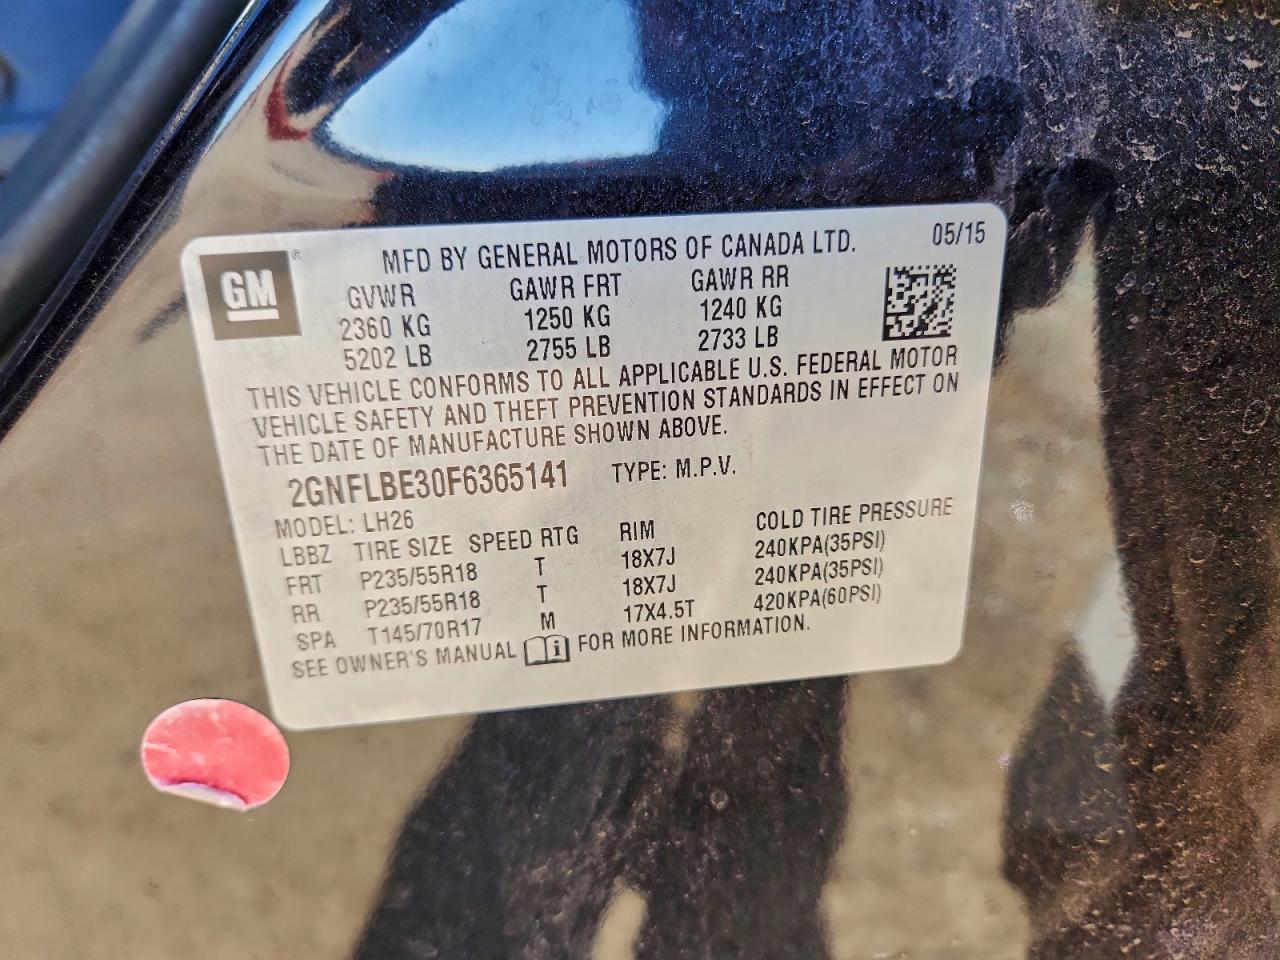 GM ® MFD BY GENERAL MOTORS OF CANADA LTD. 05/15
GVWR GAWR FRT GAWR RR
2360 KG 1250 KG 1240 KG
5202 LB 2755 LB 2733 LB
THIS VEHICLE CONFORMS TO ALL APPLICABLE U.S. FEDERAL MOTOR
VEHICLE SAFETY AND THEFT PREVENTION STANDARDS IN EFFECT ON
THE DATE OF MANUFACTURE SHOWN ABOVE.
2GNFLBE30F6365141 TYPE: M.P.V.
MODEL: LH26
LBBZ TIRE SIZE SPEED RTG RIM COLD TIRE PRESSURE
FRT P235/55R18 T 18X7J 240KPA(35PSI)
RR P235/55R18 T 18X7J 240KPA(35PSI)
SPA T145/70R17 M 17X4.5T 420KPA(60PSI)
SEE OWNER'S MANUAL i FOR MORE INFORMATION.